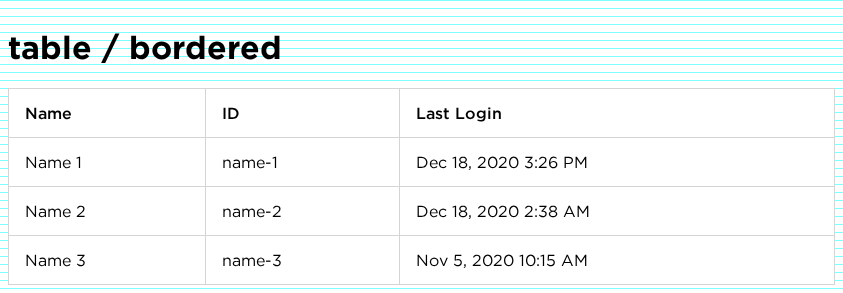 table / bordered
Name ID Last Login
Name 1 name-1 Dec 18, 2020 3:26 PM
Name 2 name-2 Dec 18, 2020 2:38 AM
Name 3 name-3 Nov 5, 2020 10:15 AM